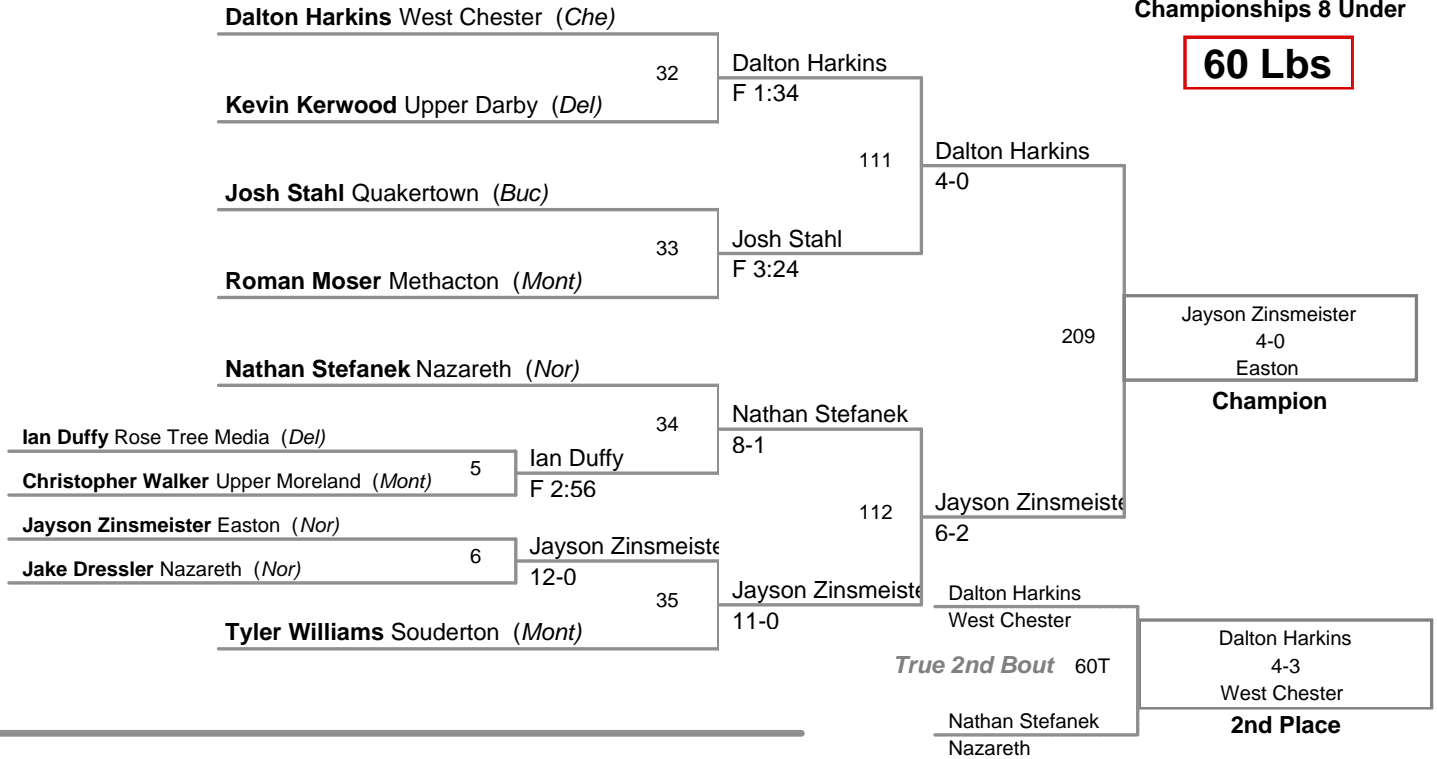 Championships 8 Under
60 Lbs
Dalton Harkins West Chester (Che)
32
Kevin Kerwood Upper Darby (Del)
Dalton Harkins
F 1:34
111
Josh Stahl Quakertown (Buc)
33
Roman Moser Methacton (Mont)
Josh Stahl
F 3:24
Dalton Harkins
4-0
209
Nathan Stefanek Nazareth (Nor)
34
Ian Duffy Rose Tree Media (Del)
5
Christopher Walker Upper Moreland (Mont)
Ian Duffy
F 2:56
Nathan Stefanek
8-1
112
Jayson Zinsmeister Easton (Nor)
6
Jake Dressler Nazareth (Nor)
Jayson Zinsmeiste
12-0
35
Tyler Williams Souderton (Mont)
Jayson Zinsmeiste
11-0
Jayson Zinsmeiste
6-2
Jayson Zinsmeister
4-0
Easton
Champion
Dalton Harkins
West Chester
True 2nd Bout 60T
Nathan Stefanek
Nazareth
Dalton Harkins
4-3
West Chester
2nd Place